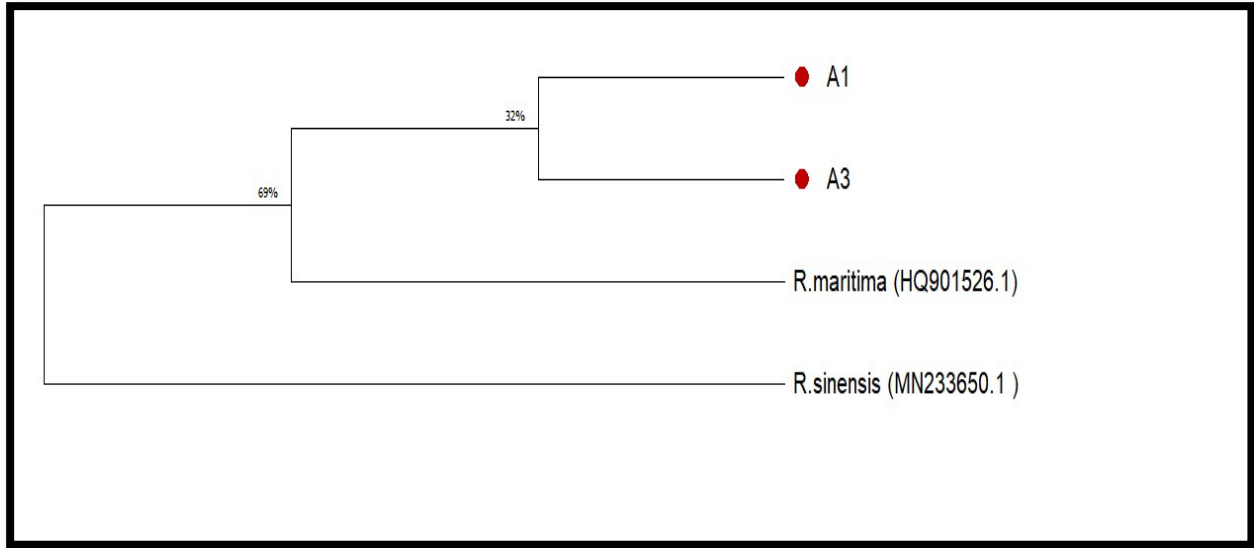 A1
32%
A3
69%
R.maritima (HQ901526.1)
R.sinensis (MN233650.1 )